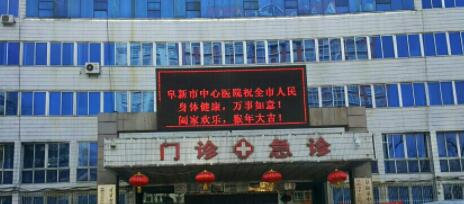 阜新市中心医院祝全市人民
身体健康，万事如意！
阖家欢乐，猴年大吉！
门诊 急诊